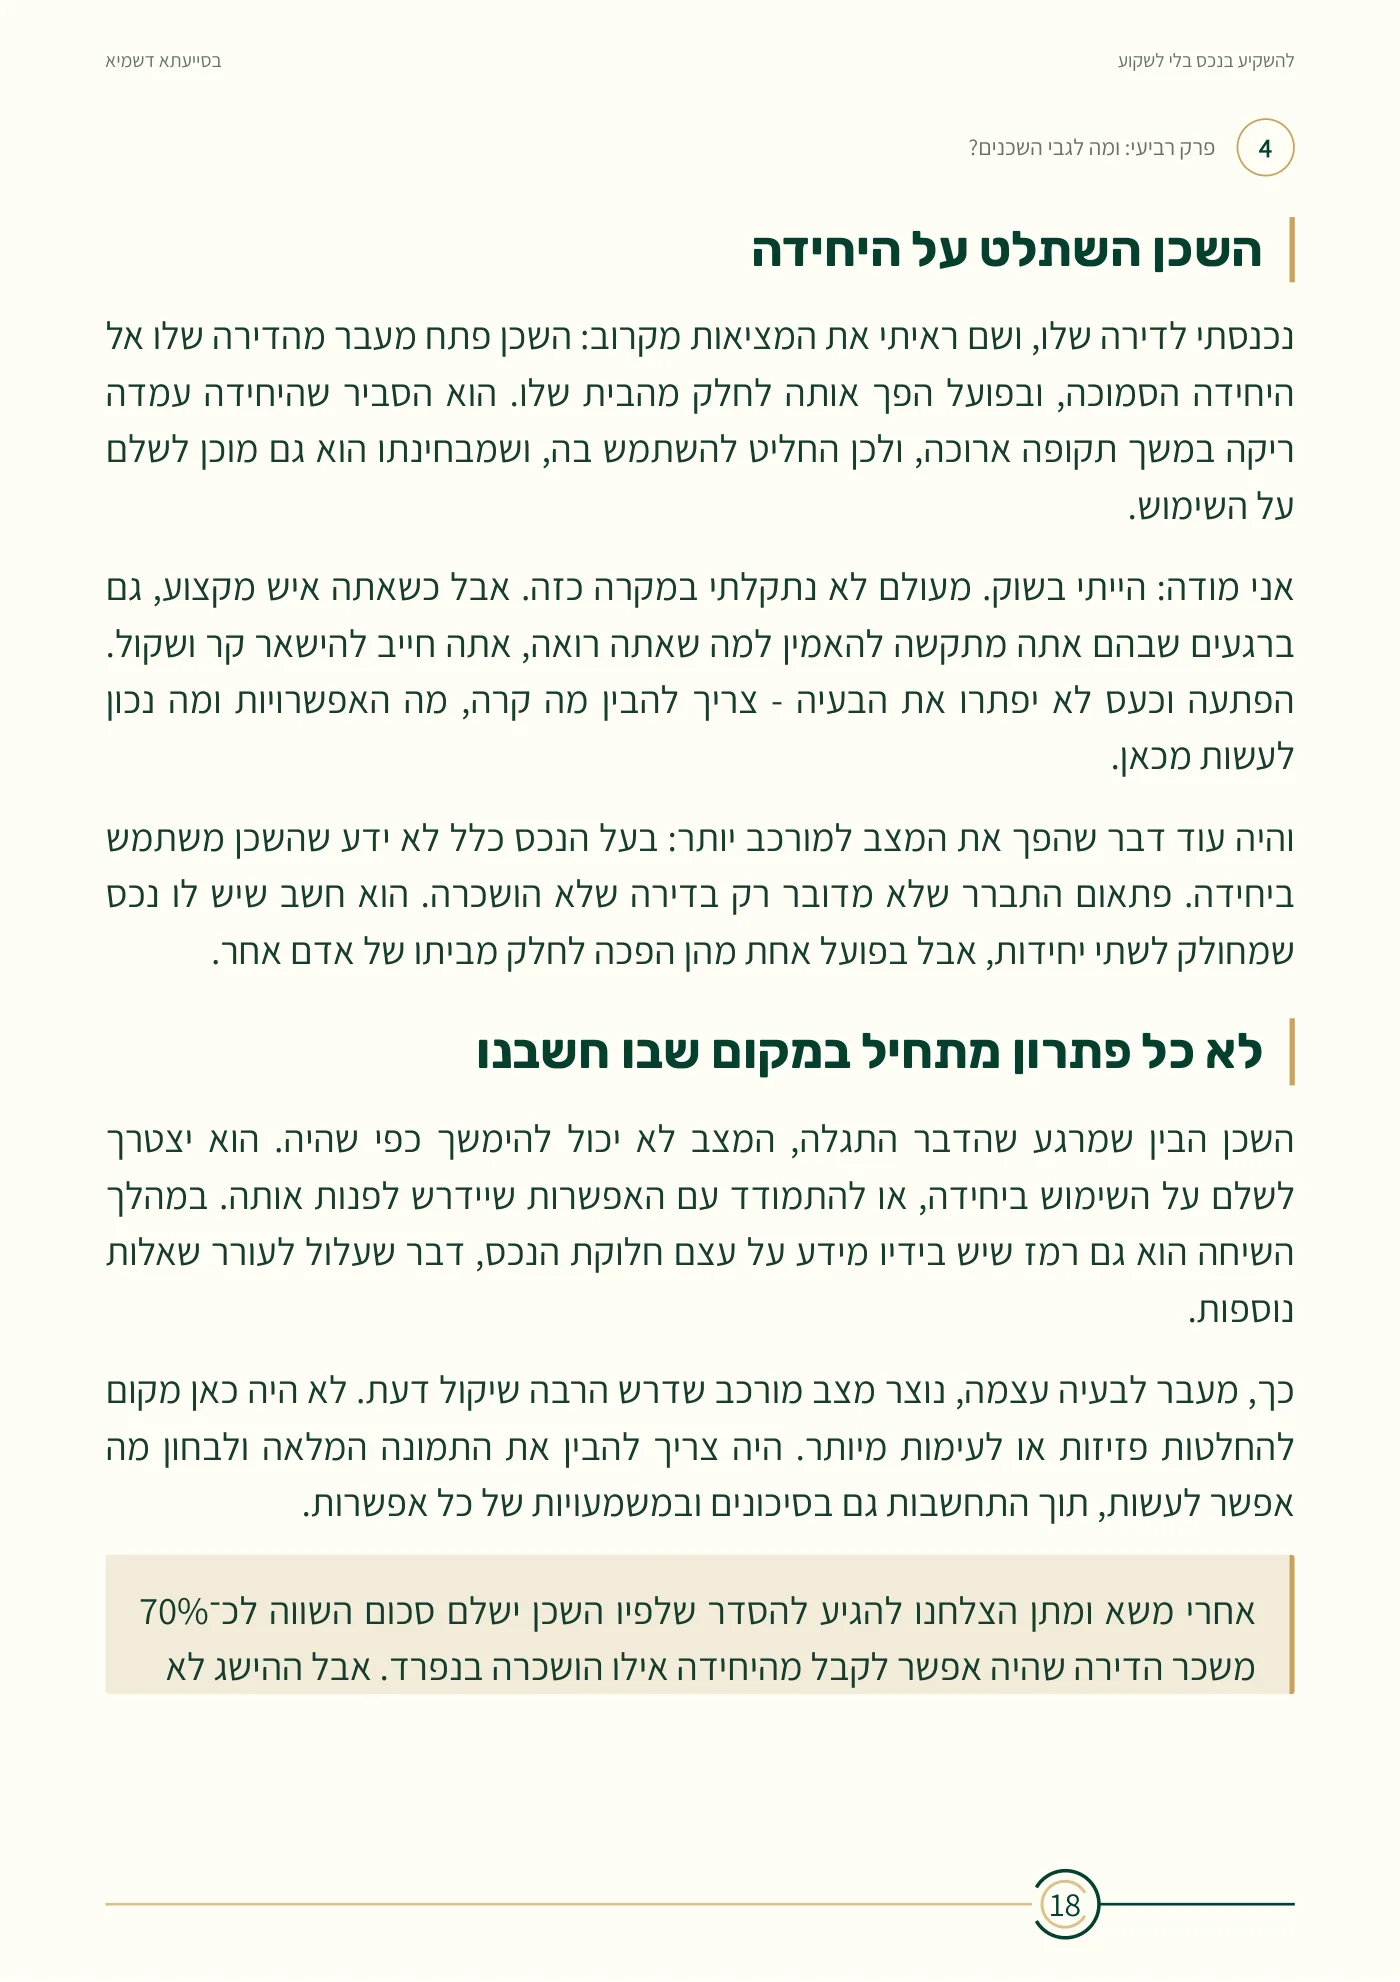 להשקיע בנכס בלי לשקוע
בסייעתא דשמיא
4
פרק רביעי: ומה לגבי השכנים?
השכן השתלט על היחידה
נכנסתי לדירה שלו, ושם ראיתי את המציאות מקרוב: השכן פתח מעבר מהדירה שלו אל
היחידה הסמוכה, ובפועל הפך אותה לחלק מהבית שלו. הוא הסביר שהיחידה עמדה
ריקה במשך תקופה ארוכה, ולכן החליט להשתמש בה, ושמבחינתו הוא גם מוכן לשלם
על השימוש.
אני מודה: הייתי בשוק. מעולם לא נתקלתי במקרה כזה. אבל כשאתה איש מקצוע, גם
ברגעים שבהם אתה מתקשה להאמין למה שאתה רואה, אתה חייב להישאר קר ושקול.
הפתעה וכעס לא יפתרו את הבעיה - צריך להבין מה קרה, מה האפשרויות ומה נכון
לעשות מכאן.
והיה עוד דבר שהפך את המצב למורכב יותר: בעל הנכס כלל לא ידע שהשכן משתמש
ביחידה. פתאום התברר שלא מדובר רק בדירה שלא הושכרה. הוא חשב שיש לו נכס
שמחולק לשתי יחידות, אבל בפועל אחת מהן הפכה לחלק מביתו של אדם אחר.
לא כל פתרון מתחיל במקום שבו חשבנו
השכן הבין שמרגע שהדבר התגלה, המצב לא יכול להימשך כפי שהיה. הוא יצטרך
לשלם על השימוש ביחידה, או להתמודד עם האפשרות שיידרש לפנות אותה. במהלך
השיחה הוא גם רמז שיש בידיו מידע על עצם חלוקת הנכס, דבר שעלול לעורר שאלות
נוספות.
כך, מעבר לבעיה עצמה, נוצר מצב מורכב שדרש הרבה שיקול דעת. לא היה כאן מקום
להחלטות פזיזות או לעימות מיותר. היה צריך להבין את התמונה המלאה ולבחון מה
אפשר לעשות, תוך התחשבות גם בסיכונים ובמשמעויות של כל אפשרות.
אחרי משא ומתן הצלחנו להגיע להסדר שלפיו השכן ישלם סכום השווה לכ־70%
משכר הדירה שהיה אפשר לקבל מהיחידה אילו הושכרה בנפרד. אבל ההישג לא
18